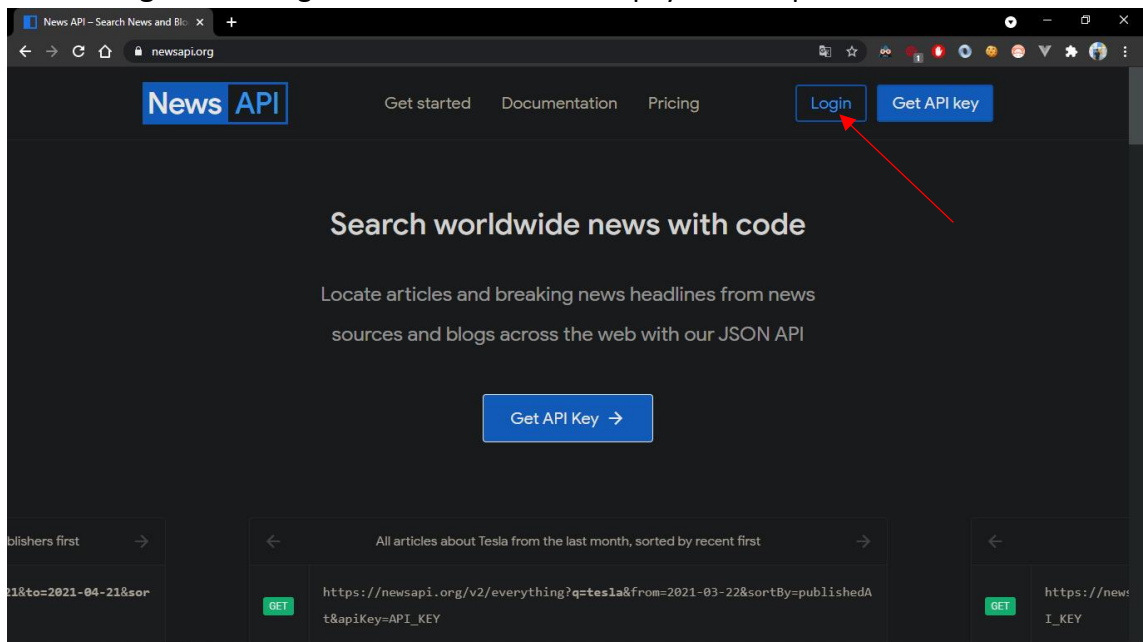 News API – Search News and Blo
newsapi.org
1
News API
Get started
Documentation
Pricing
Login
Get API key
Search worldwide news with code
Locate articles and breaking news headlines from news
sources and blogs across the web with our JSON API
Get API Key →
blishers first →
← All articles about Tesla from the last month, sorted by recent first →
←
21&to=2021-04-21&sor
GET
https://newsapi.org/v2/everything?q=tesla&from=2021-03-22&sortBy=publishedA
t&apiKey=API_KEY
GET
https://news
I_KEY